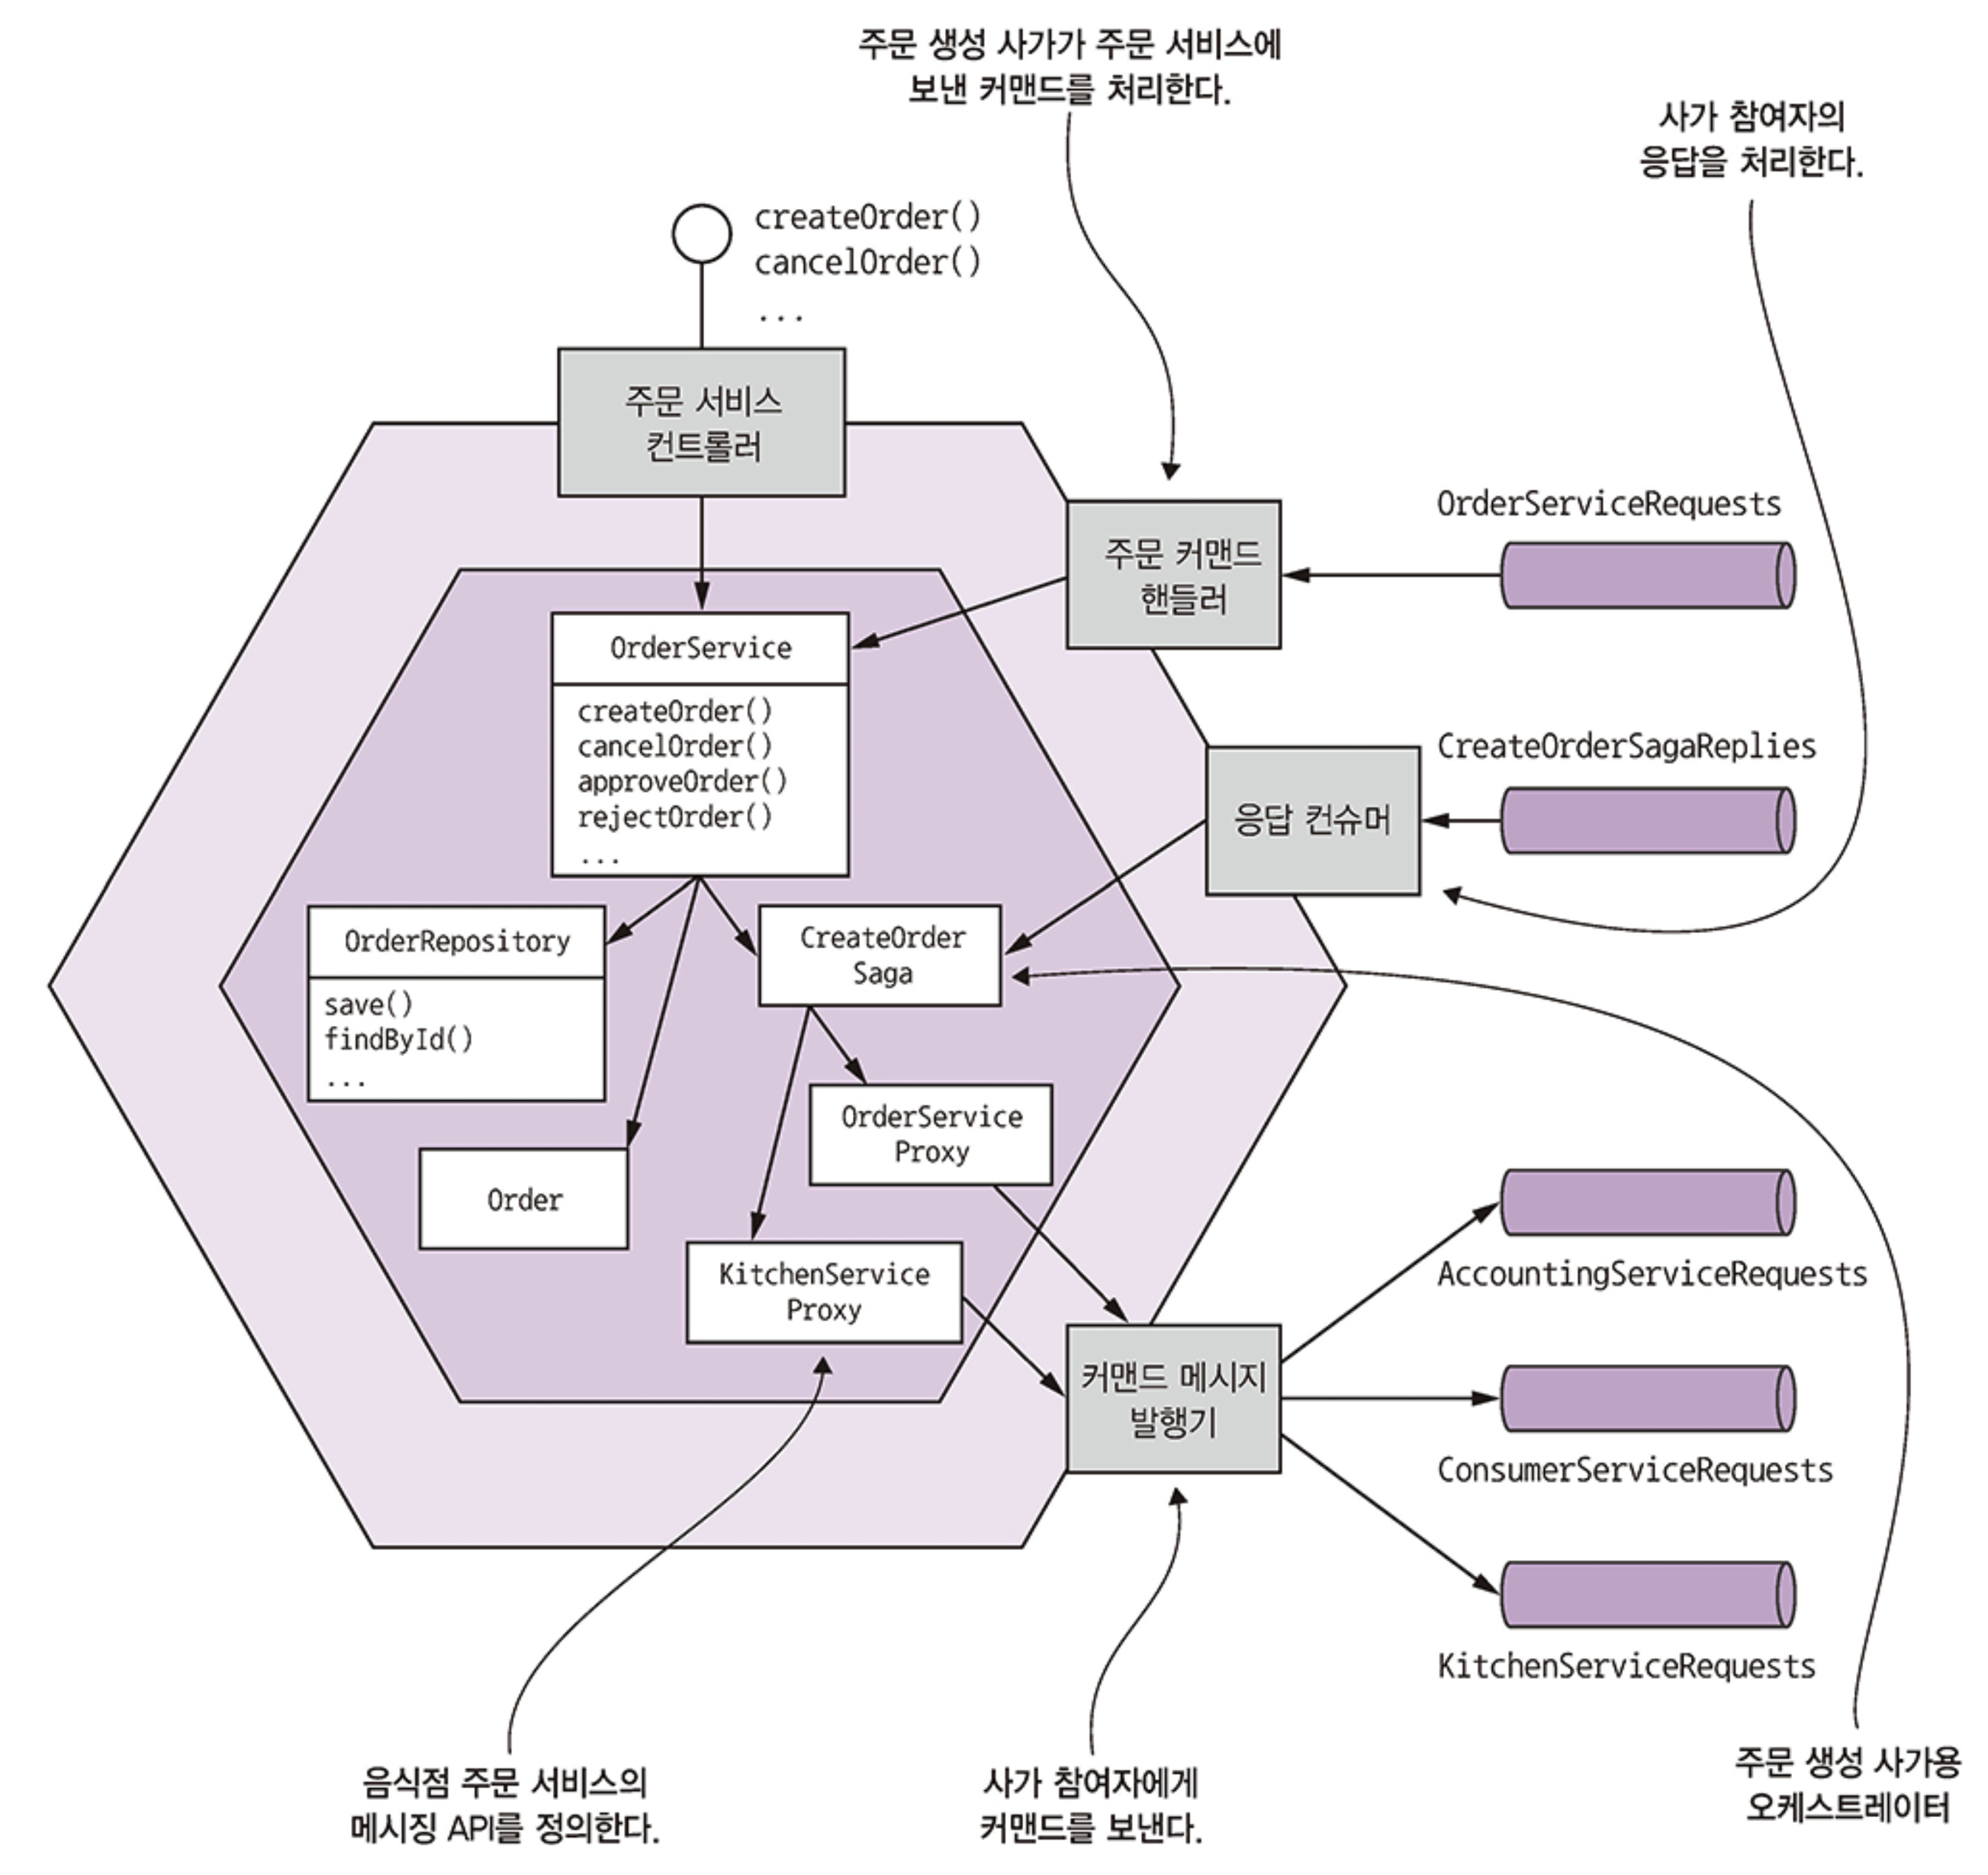 주문 생성 사가가 주문 서비스에
보낸 커맨드를 처리한다.
사가 참여자의
응답을 처리한다.
createOrder()
cancelOrder()
...
주문 서비스
컨트롤러
OrderServiceRequests
주문 커맨드
핸들러
OrderService
createOrder()
cancelOrder()
approveOrder()
rejectOrder()
...
CreateOrderSagaReplies
응답 컨슈머
OrderRepository
save()
findById()
...
CreateOrder
Saga
OrderService
Proxy
Order
KitchenService
Proxy
AccountingServiceRequests
커맨드 메시지
발행기
ConsumerServiceRequests
KitchenServiceRequests
음식점 주문 서비스의
메시징 API를 정의한다.
사가 참여자에게
커맨드를 보낸다.
주문 생성 사가용
오케스트레이터